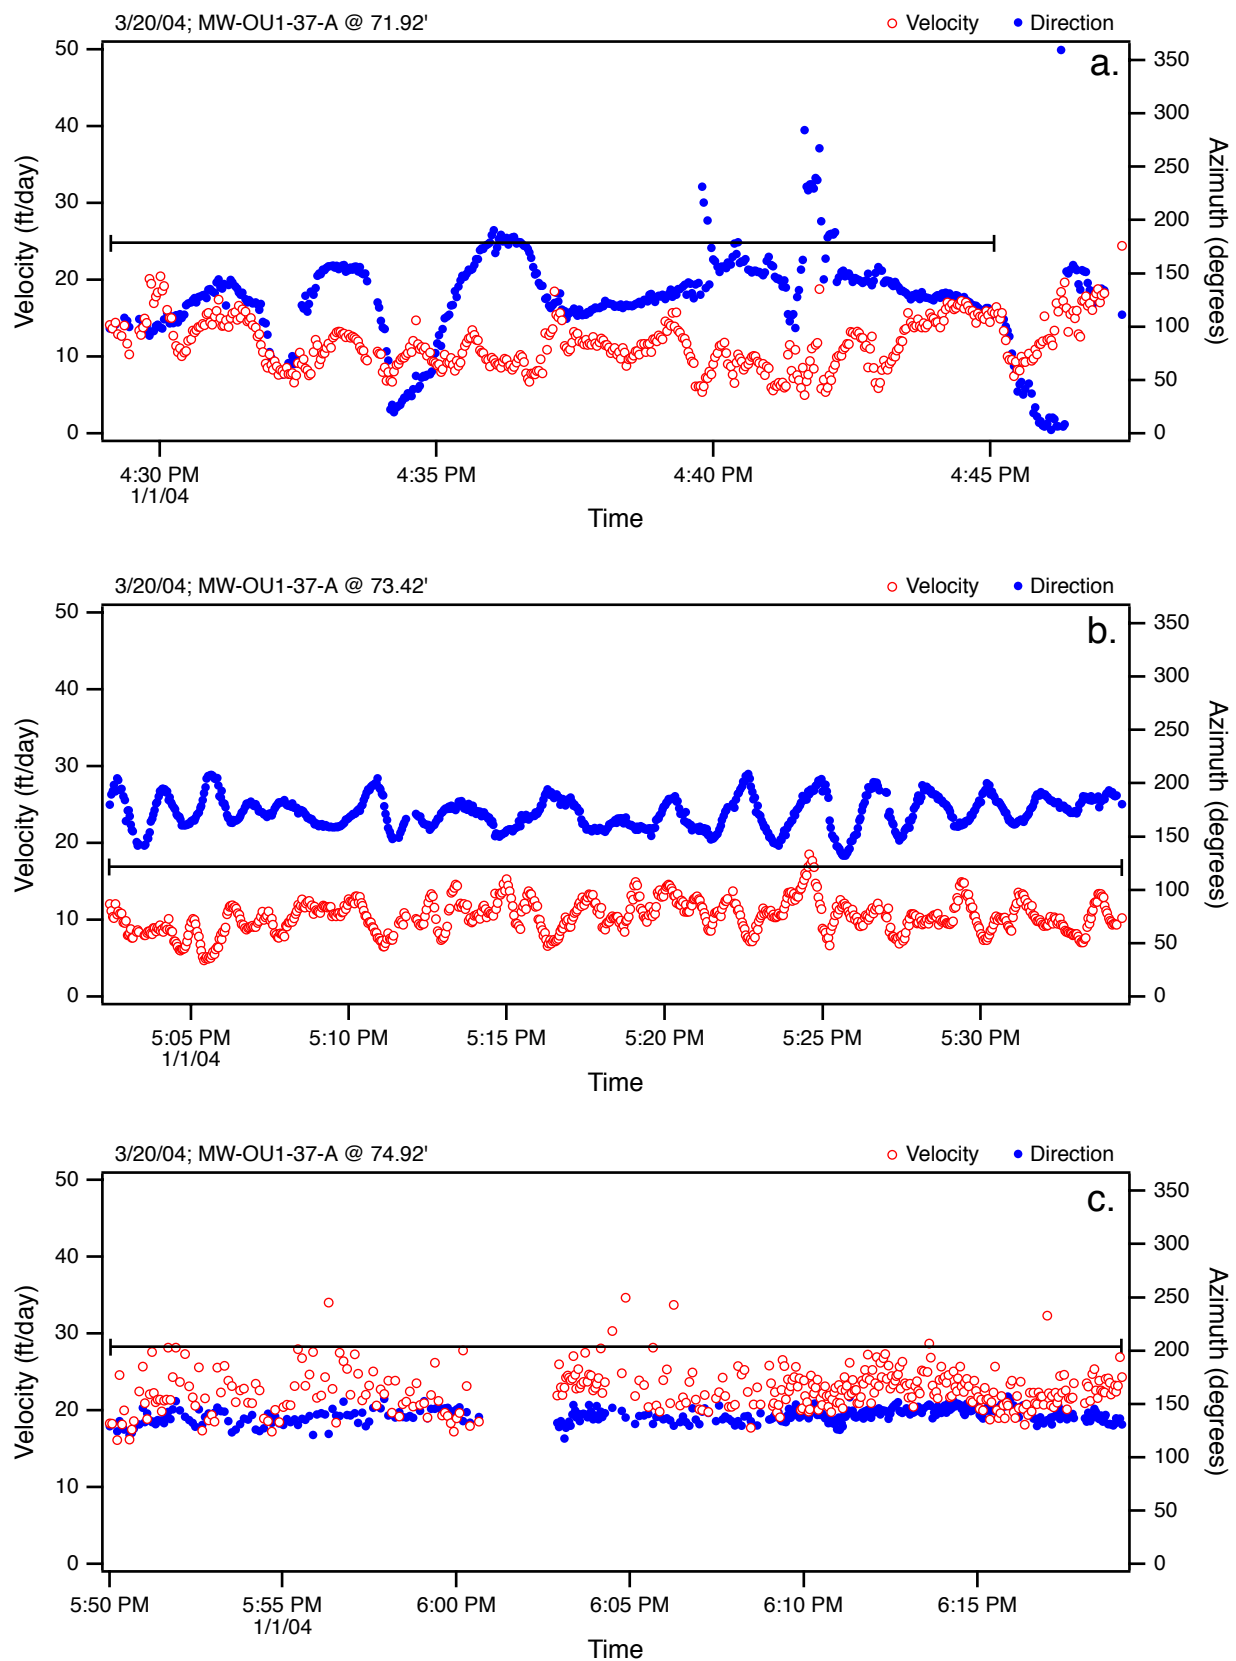 3/20/04; MW-OU1-37-A @ 71.92'
Velocity Direction
a.
50
40
30
20
10
0
Velocity (ft/day)
350
300
250
200
150
100
50
0
Azimuth (degrees)
4:30 PM 4:35 PM 4:40 PM 4:45 PM
1/1/04
Time
3/20/04; MW-OU1-37-A @ 73.42'
Velocity Direction
b.
50
40
30
20
10
0
Velocity (ft/day)
350
300
250
200
150
100
50
0
Azimuth (degrees)
5:05 PM 5:10 PM 5:15 PM 5:20 PM 5:25 PM 5:30 PM
1/1/04
Time
3/20/04; MW-OU1-37-A @ 74.92'
Velocity Direction
c.
50
40
30
20
10
0
Velocity (ft/day)
350
300
250
200
150
100
50
0
Azimuth (degrees)
5:50 PM 5:55 PM 6:00 PM 6:05 PM 6:10 PM 6:15 PM
1/1/04
Time